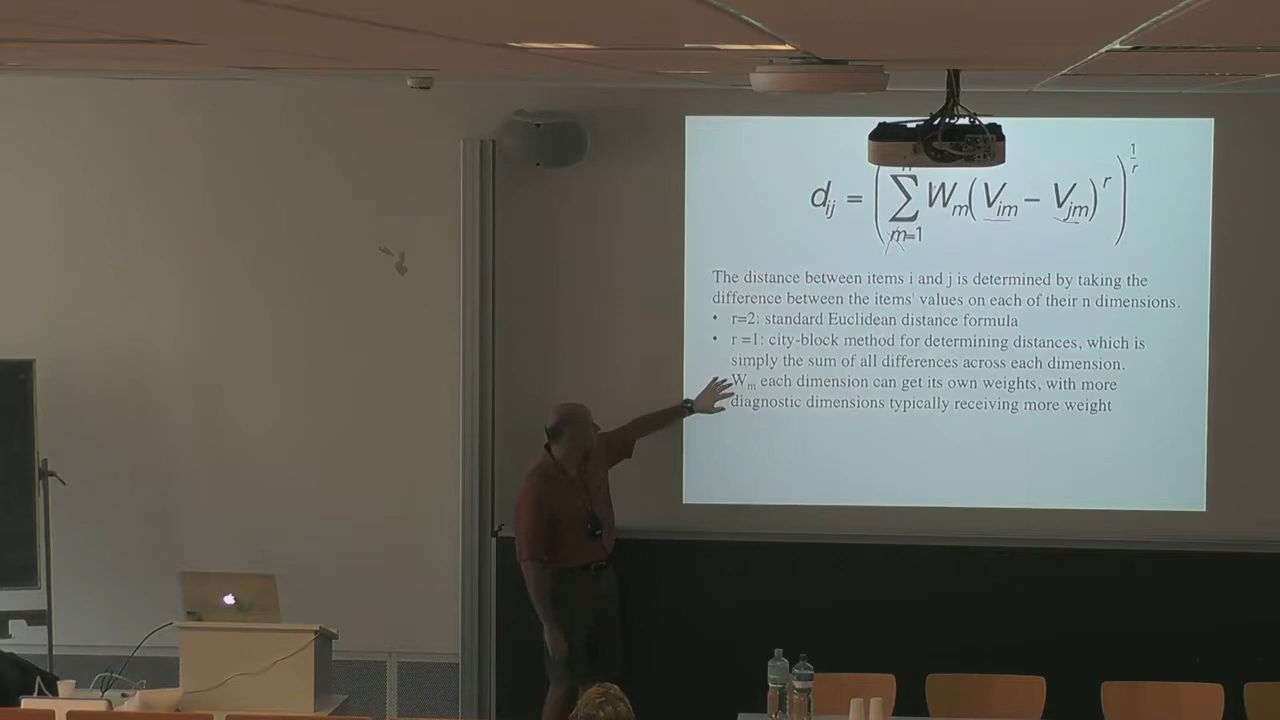 d_ij = ( ∑_{m=1}^{n} W_m (V_im − V_jm)^r )^{1/r}
The distance between items i and j is determined by taking the
difference between the items' values on each of their n dimensions.
• r=2: standard Euclidean distance formula
• r =1: city-block method for determining distances, which is
simply the sum of all differences across each dimension.
W_m each dimension can get its own weights, with more
diagnostic dimensions typically receiving more weight